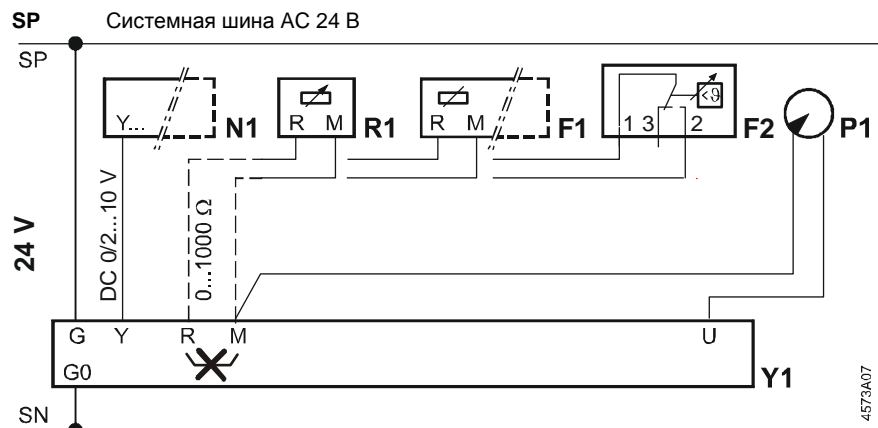 SP Системная шина AC 24 В
SP
Y... N1
R M R1
R M F1
<ϑ
1 3 2 F2
P1
24 V
DC 0/2...10 V
0...1000 Ω
G Y R M U
G0
Y1
SN
4573A07